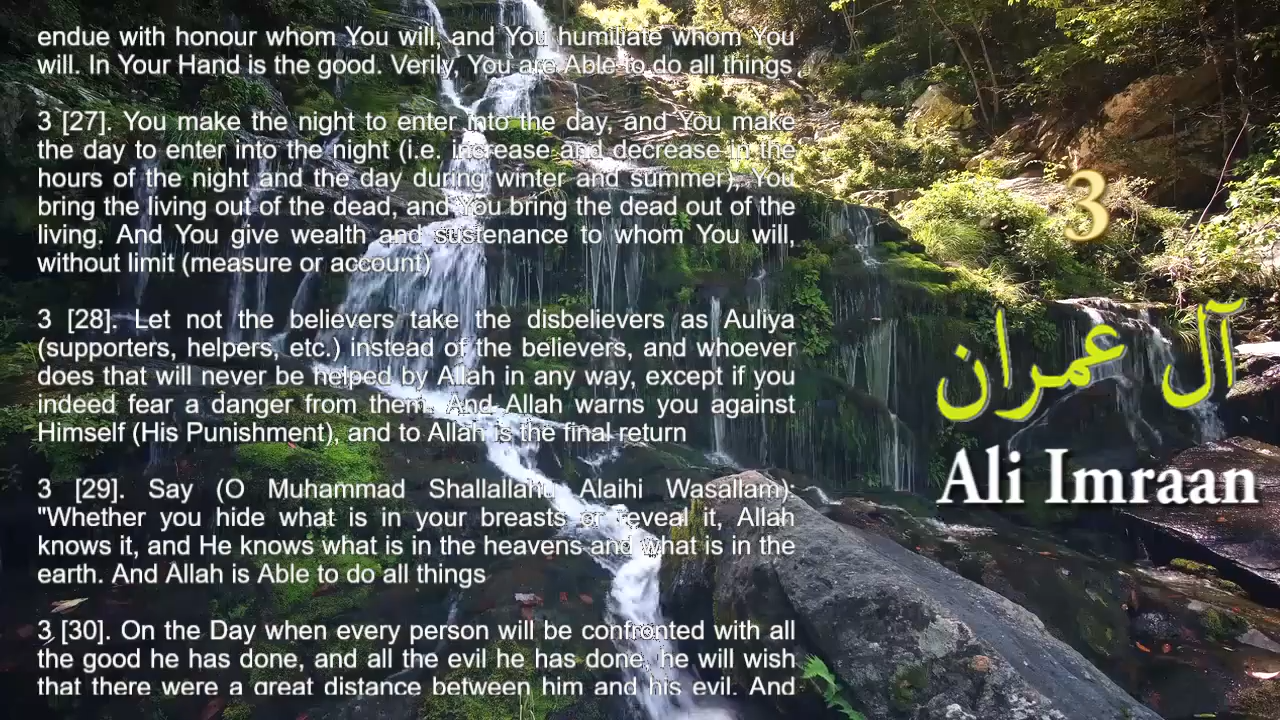 endue with honour whom You will, and You humiliate whom You
will. In Your Hand is the good. Verily, You are Able to do all things
3 [27]. You make the night to enter into the day, and You make
the day to enter into the night (i.e. increase and decrease in the
hours of the night and the day during winter and summer), You
bring the living out of the dead, and You bring the dead out of the
living. And You give wealth and sustenance to whom You will,
without limit (measure or account)
3 [28]. Let not the believers take the disbelievers as Auliya
(supporters, helpers, etc.) instead of the believers, and whoever
does that will never be helped by Allah in any way, except if you
indeed fear a danger from them. And Allah warns you against
Himself (His Punishment), and to Allah is the final return
3 [29]. Say (O Muhammad Shallallahu Alaihi Wasallam):
"Whether you hide what is in your breasts or reveal it, Allah
knows it, and He knows what is in the heavens and what is in the
earth. And Allah is Able to do all things
3 [30]. On the Day when every person will be confronted with all
the good he has done, and all the evil he has done, he will wish
that there were a great distance between him and his evil. And
3
آل عمران
Ali Imraan